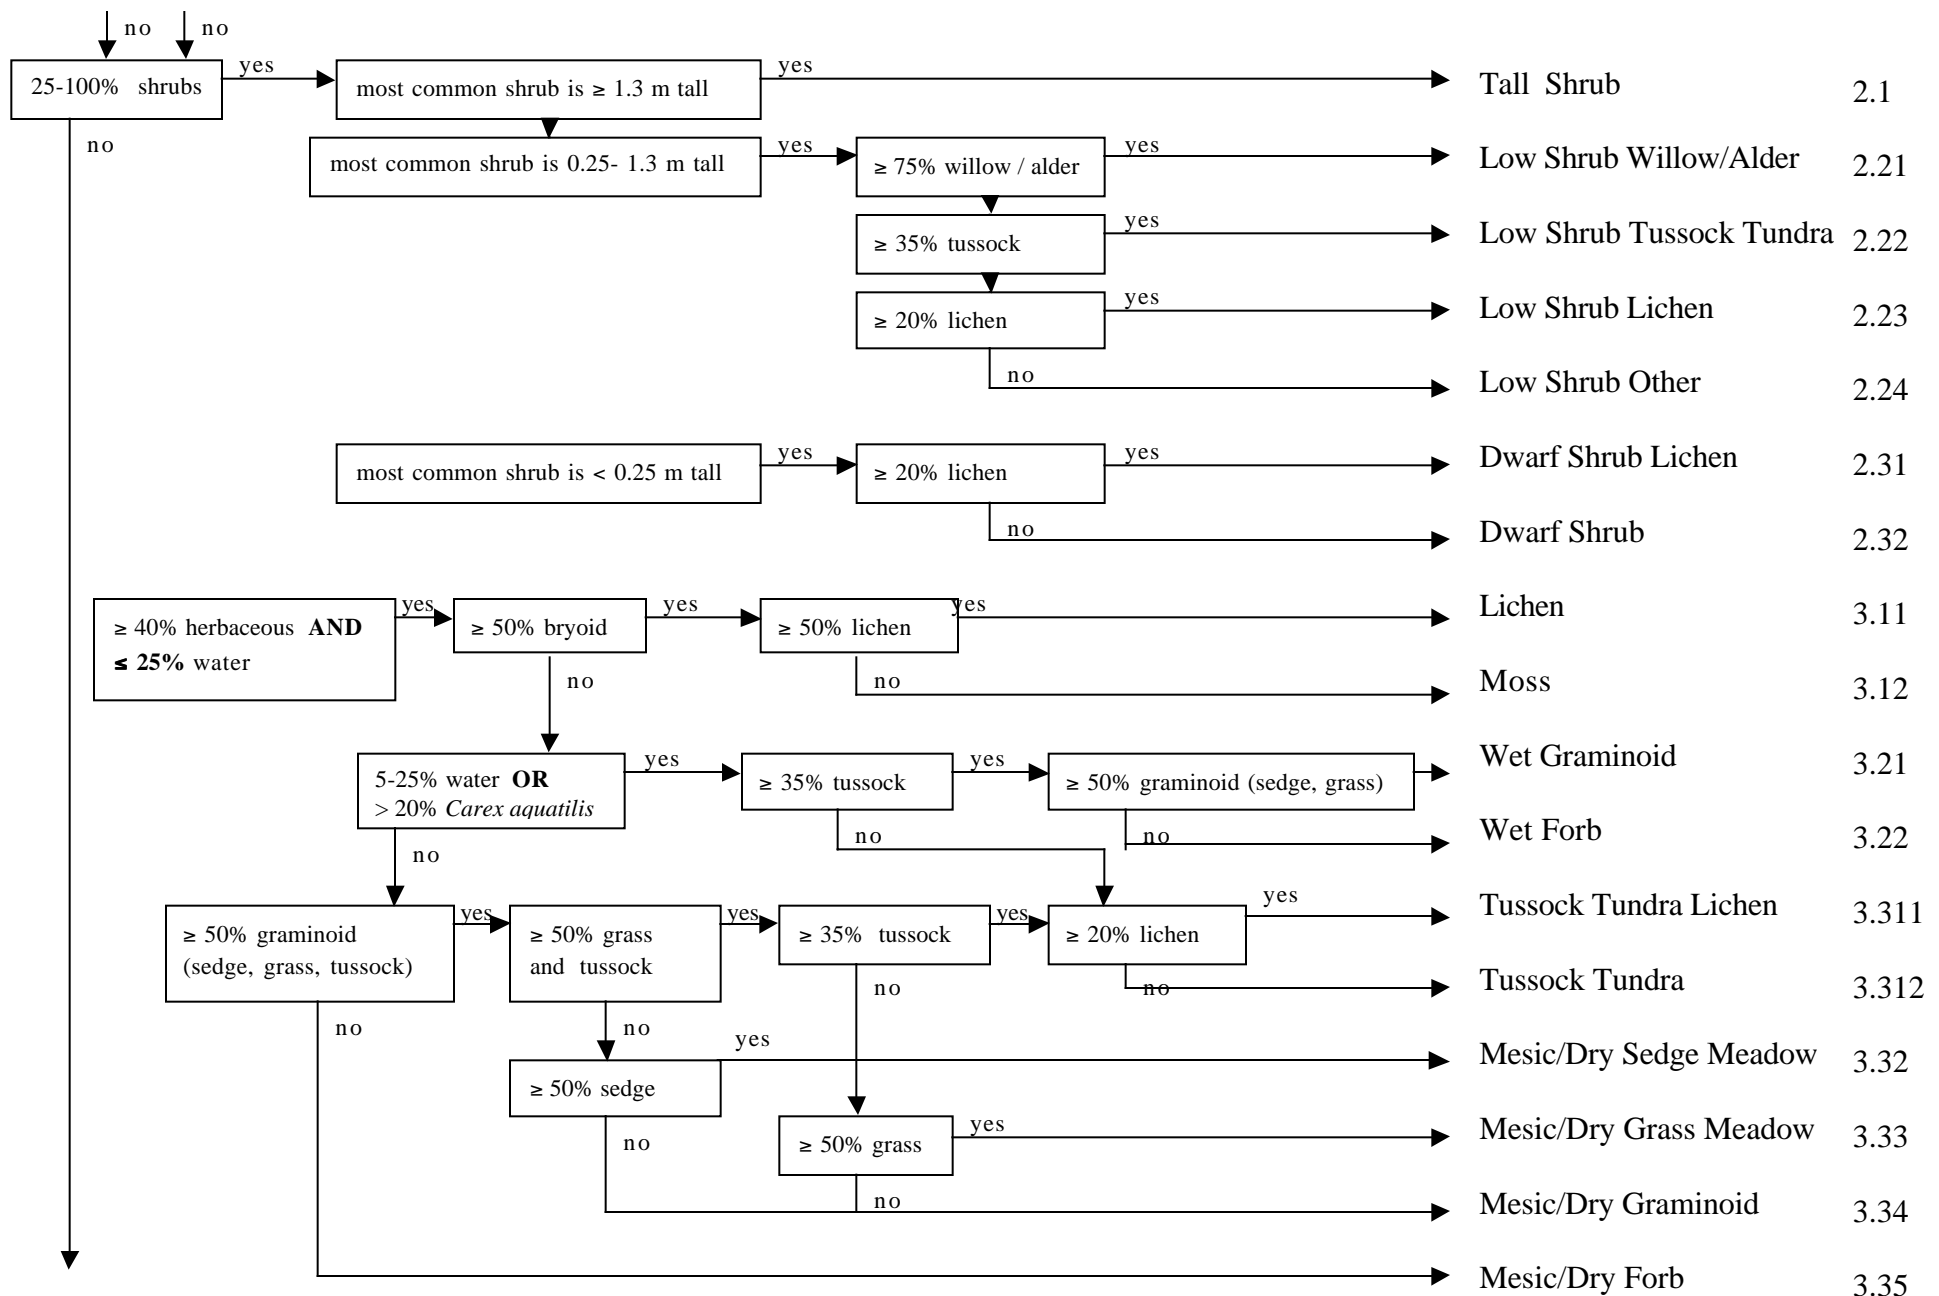 no no
25-100% shrubs yes most common shrub is ≥ 1.3 m tall yes Tall Shrub 2.1
no most common shrub is 0.25- 1.3 m tall yes ≥ 75% willow / alder yes Low Shrub Willow/Alder 2.21
≥ 35% tussock yes Low Shrub Tussock Tundra 2.22
≥ 20% lichen yes Low Shrub Lichen 2.23
no Low Shrub Other 2.24
most common shrub is < 0.25 m tall yes ≥ 20% lichen yes Dwarf Shrub Lichen 2.31
no Dwarf Shrub 2.32
≥ 40% herbaceous AND yes ≥ 50% bryoid yes ≥ 50% lichen yes Lichen 3.11
≤ 25% water
no no Moss 3.12
5-25% water OR yes ≥ 35% tussock yes ≥ 50% graminoid (sedge, grass) Wet Graminoid 3.21
> 20% Carex aquatilis
no no no Wet Forb 3.22
≥ 50% graminoid yes ≥ 50% grass yes ≥ 35% tussock yes ≥ 20% lichen yes Tussock Tundra Lichen 3.311
(sedge, grass, tussock) and tussock
no no Tussock Tundra 3.312
no no yes Mesic/Dry Sedge Meadow 3.32
≥ 50% sedge
no ≥ 50% grass yes Mesic/Dry Grass Meadow 3.33
no Mesic/Dry Graminoid 3.34
Mesic/Dry Forb 3.35